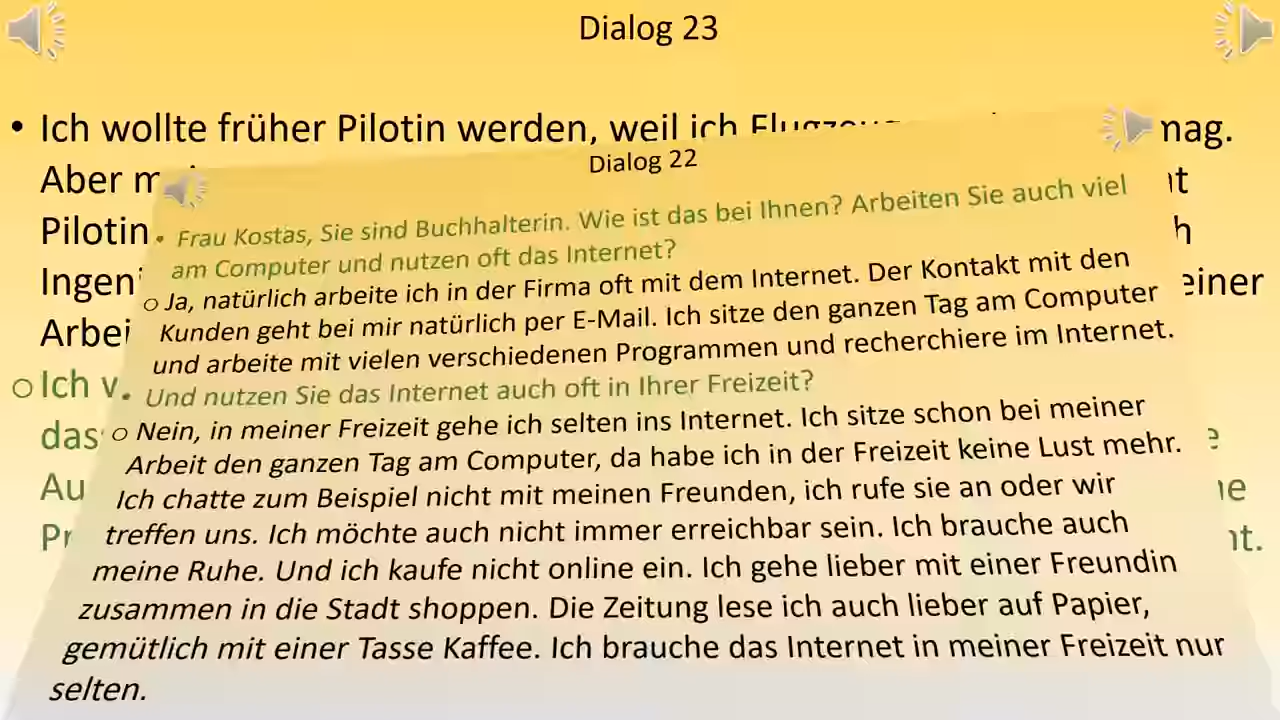 Dialog 23
• Ich wollte früher Pilotin werden, weil ich mag.
Aber
Pilotin
○ Ich
das
Dialog 22
• Frau Kostas, Sie sind Buchhalterin. Wie ist das bei Ihnen? Arbeiten Sie auch viel
am Computer und nutzen oft das Internet?
○ Ja, natürlich arbeite ich in der Firma oft mit dem Internet. Der Kontakt mit den
Kunden geht bei mir natürlich per E-Mail. Ich sitze den ganzen Tag am Computer
und arbeite mit vielen verschiedenen Programmen und recherchiere im Internet.
• Und nutzen Sie das Internet auch oft in Ihrer Freizeit?
○ Nein, in meiner Freizeit gehe ich selten ins Internet. Ich sitze schon bei meiner
Arbeit den ganzen Tag am Computer, da habe ich in der Freizeit keine Lust mehr.
Ich chatte zum Beispiel nicht mit meinen Freunden, ich rufe sie an oder wir
treffen uns. Ich möchte auch nicht immer erreichbar sein. Ich brauche auch
meine Ruhe. Und ich kaufe nicht online ein. Ich gehe lieber mit einer Freundin
zusammen in die Stadt shoppen. Die Zeitung lese ich auch lieber auf Papier,
gemütlich mit einer Tasse Kaffee. Ich brauche das Internet in meiner Freizeit nur
selten.